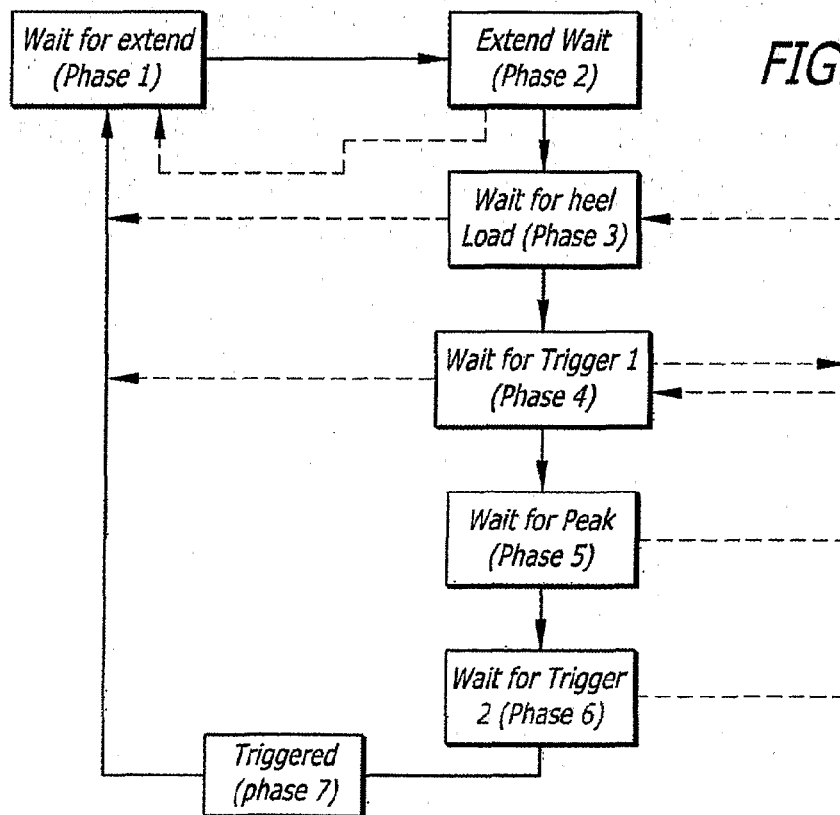 Wait for extend
(Phase 1)
Extend Wait
(Phase 2)
FIG
Wait for heel
Load (Phase 3)
Wait for Trigger 1
(Phase 4)
Wait for Peak
(Phase 5)
Wait for Trigger
2 (Phase 6)
Triggered
(phase 7)